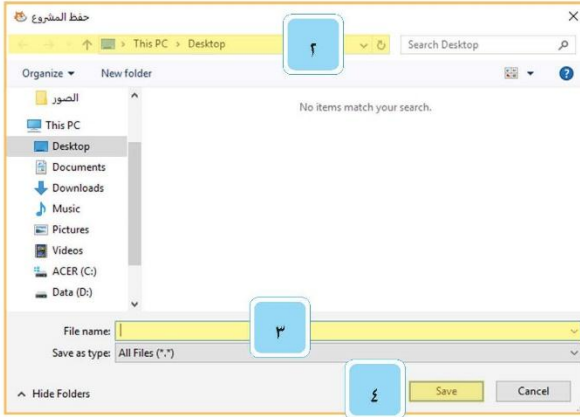 حفظ المشروع
This PC > Desktop
٢
Search Desktop
Organize
New folder
الصور
No items match your search.
This PC
Desktop
Documents
Downloads
Music
Pictures
Videos
ACER (C:)
Data (D:)
٣
File name:
Save as type: All Files (*.*)
Hide Folders
٤
Save
Cancel